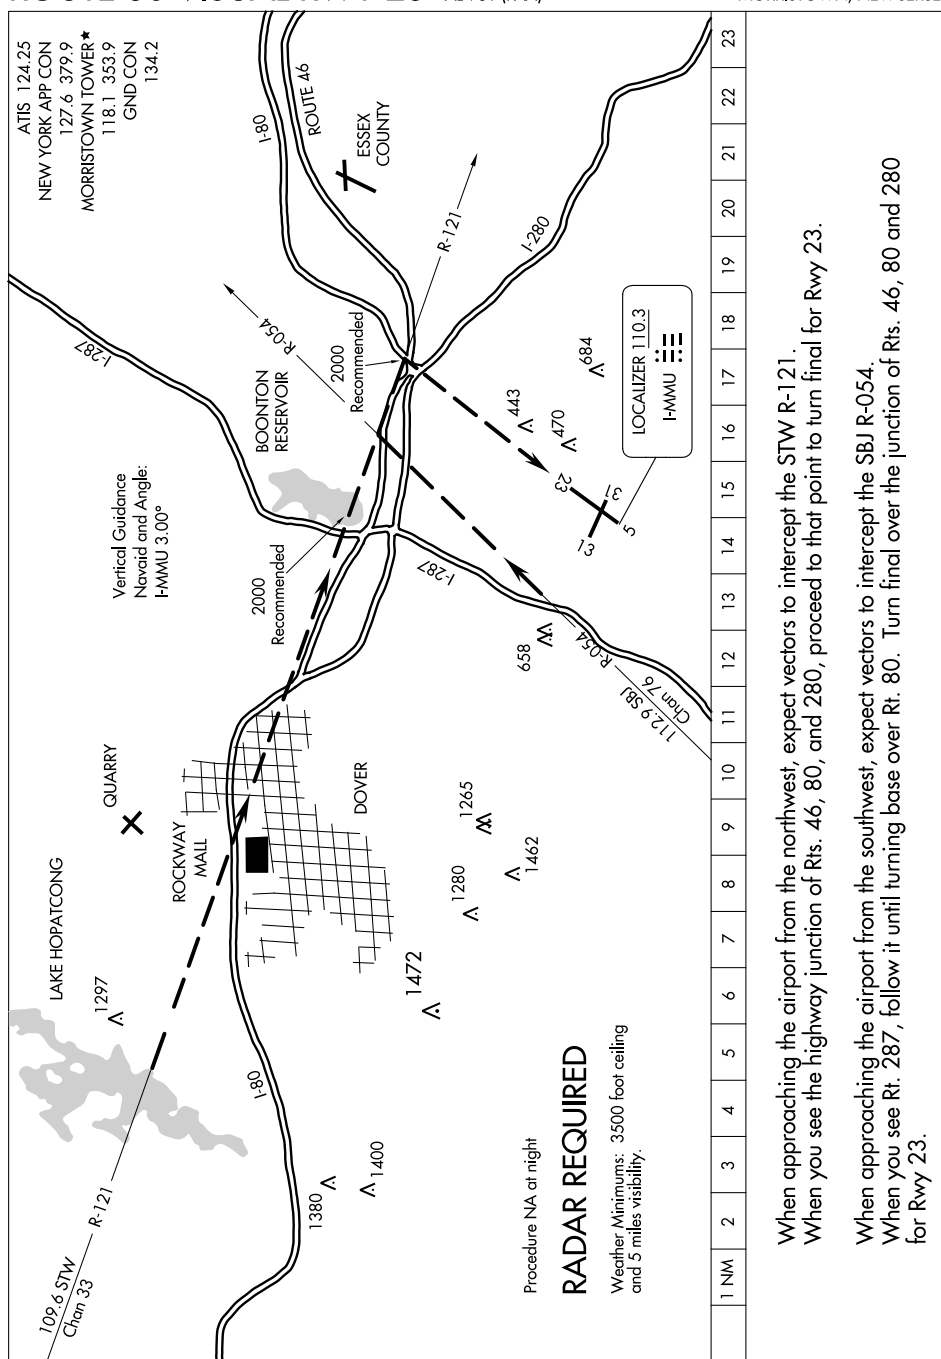 ATIS 124.25
NEW YORK APP CON
127.6 379.9
MORRISTOWN TOWER★
118.1 353.9
GND CON
134.2
I-80
ROUTE 46
ESSEX
COUNTY
R-121
I-280
I-287
R-054
2000
Recommended
BOONTON
RESERVOIR
Vertical Guidance
Navaid and Angle:
I-MMU 3.00°
2000
Recommended
443
470
684
LOCALIZER 110.3
I-MMU
23
31
13
5
I-287
658
R-054
112.9 SBJ
Chan 76
QUARRY
LAKE HOPATCONG
1297
ROCKWAY
MALL
DOVER
1265
1462
1280
1472
I-80
109.6 STW
Chan 33
R-121
1380
1400
Procedure NA at night
RADAR REQUIRED
Weather Minimums: 3500 foot ceiling
and 5 miles visibility.
1 NM 2 3 4 5 6 7 8 9 10 11 12 13 14 15 16 17 18 19 20 21 22 23
When approaching the airport from the northwest, expect vectors to intercept the STW R-121.
When you see the highway junction of Rts. 46, 80, and 280, proceed to that point to turn final for Rwy 23.
When approaching the airport from the southwest, expect vectors to intercept the SBJ R-054.
When you see Rt. 287, follow it until turning base over Rt. 80. Turn final over the junction of Rts. 46, 80 and 280
for Rwy 23.